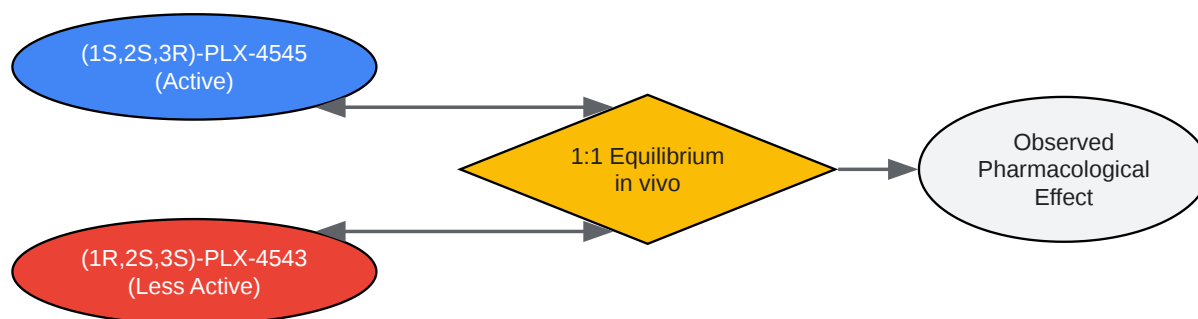 (1S,2S,3R)-PLX-4545
(Active)
1:1 Equilibrium
in vivo
Observed
Pharmacological
Effect
(1R,2S,3S)-PLX-4543
(Less Active)